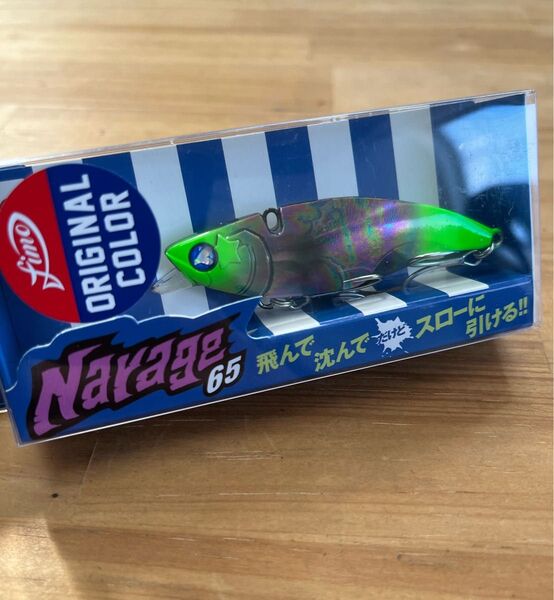 Fimo
ORIGINAL
COLOR
Navage 65
飛んで 沈んで だけど スローに
引ける!!